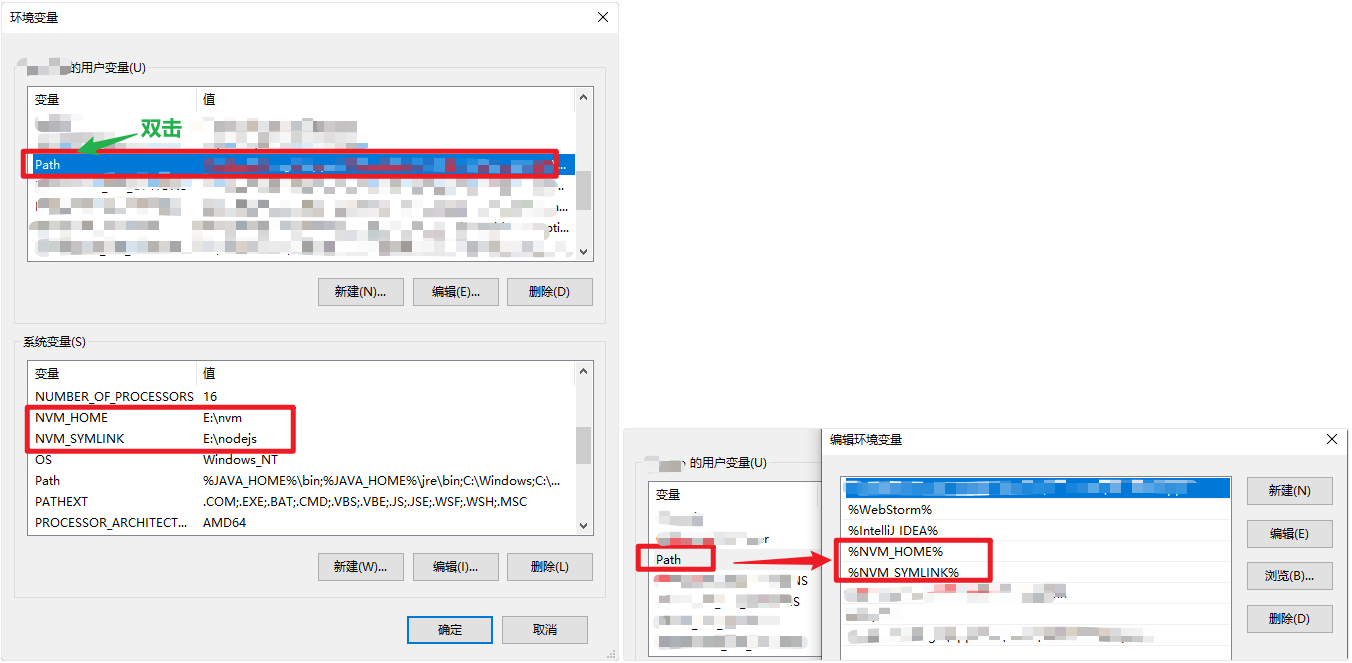 环境变量
的用户变量(U)
变量 值
双击
Path
...
...
...
pti...
新建(N)... 编辑(E)... 删除(D)
系统变量(S)
变量 值
NUMBER_OF_PROCESSORS 16
NVM_HOME E:\nvm
NVM_SYMLINK E:\nodejs
OS Windows_NT
Path %JAVA_HOME%\bin;%JAVA_HOME%\jre\bin;C:\Windows;C:\...
PATHEXT .COM;.EXE;.BAT;.CMD;.VBS;.VBE;.JS;.JSE;.WSF;.WSH;.MSC
PROCESSOR_ARCHITECT... AMD64
新建(W)... 编辑(I)... 删除(L)
确定 取消
的用户变量(U)
变量
Path
编辑环境变量
%WebStorm%
%IntelliJ IDEA%
%NVM_HOME%
%NVM_SYMLINK%
新建(N)
编辑(E)
浏览(B)...
删除(D)